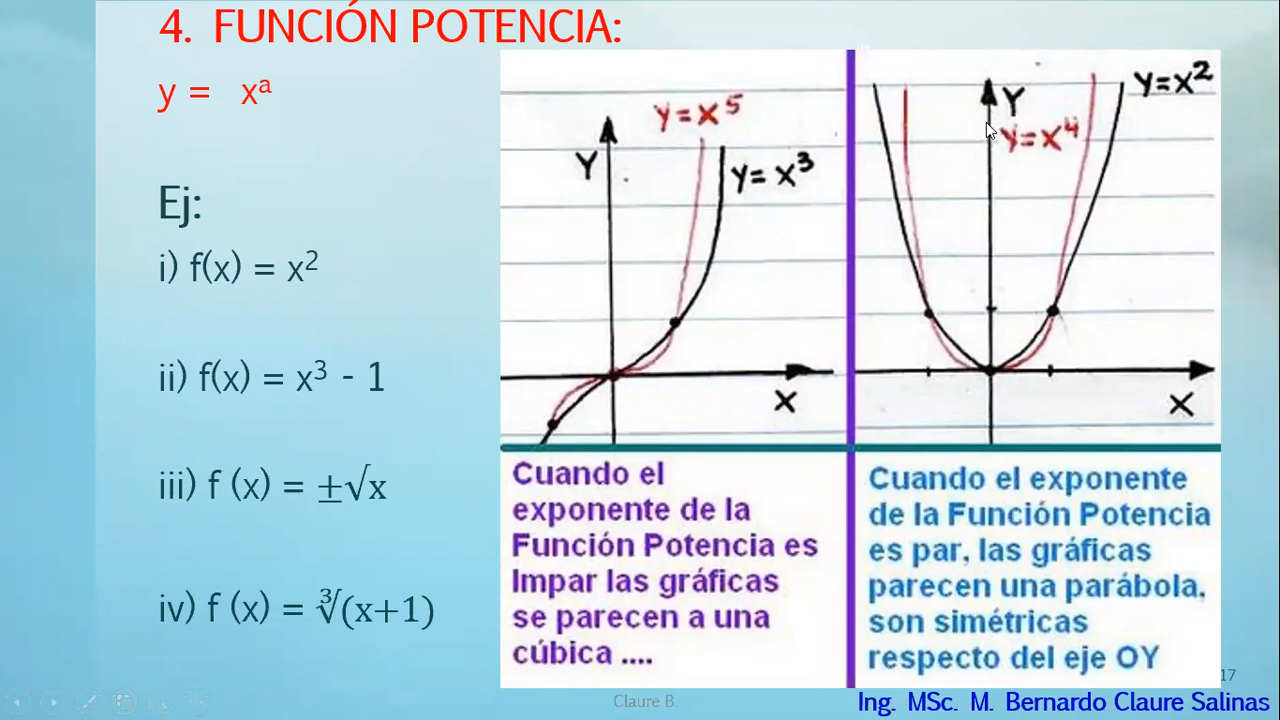 4. FUNCIÓN POTENCIA:
y = xᵃ
Ej:
i) f(x) = x²
ii) f(x) = x³ - 1
iii) f (x) = ±√x
iv) f (x) = ∛(x+1)
y=x⁵
Y
y=x³
X
Cuando el
exponente de la
Función Potencia es
Impar las gráficas
se parecen a una
cúbica ....
y=x²
Y
y=x⁴
X
Cuando el exponente
de la Función Potencia
es par, las gráficas
parecen una parábola,
son simétricas
respecto del eje OY
17
Claure B.
Ing. MSc. M. Bernardo Claure Salinas